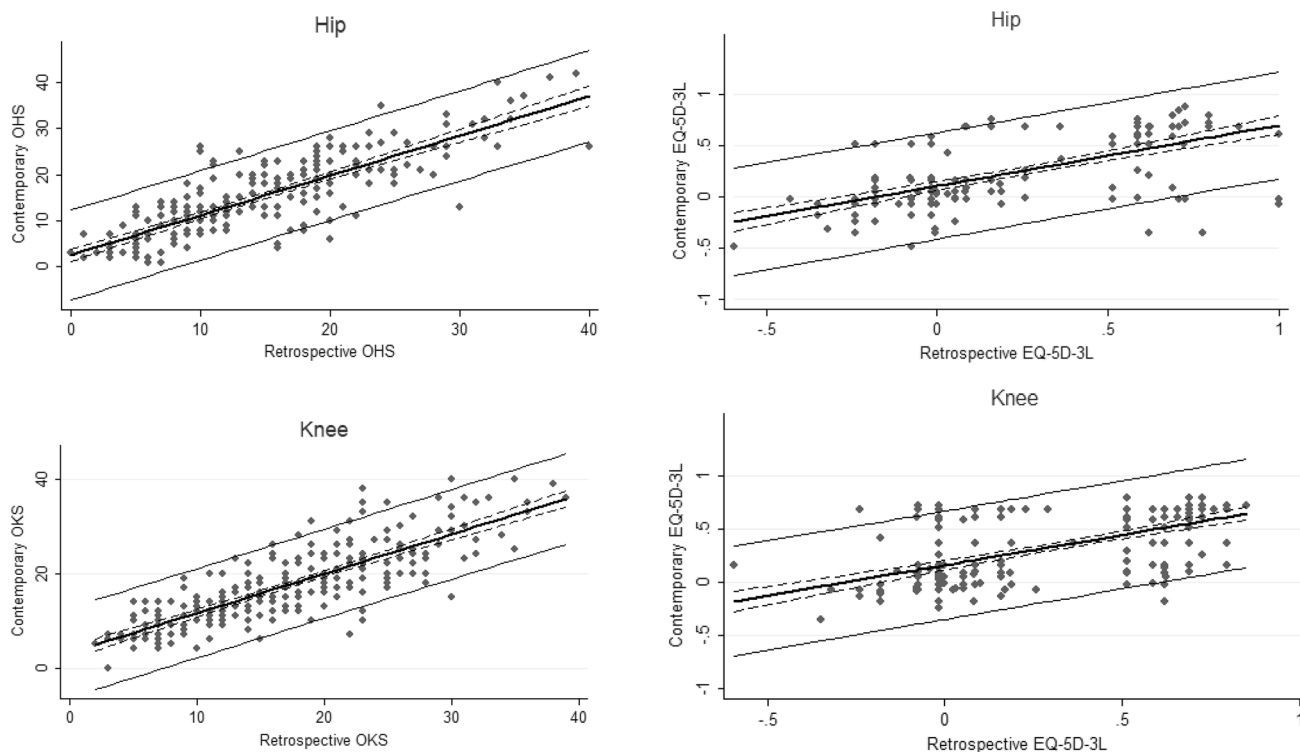 Hip
Contemporary OHS
40
30
20
10
0
0 10 20 30 40
Retrospective OHS
Hip
Contemporary EQ-5D-3L
1
.5
0
-.5
-1
-.5 0 .5 1
Retrospective EQ-5D-3L
Knee
Contemporary OKS
40
20
0
0 10 20 30 40
Retrospective OKS
Knee
Contemporary EQ-5D-3L
1
.5
0
-.5
-1
-.5 0 .5 1
Retrospective EQ-5D-3L